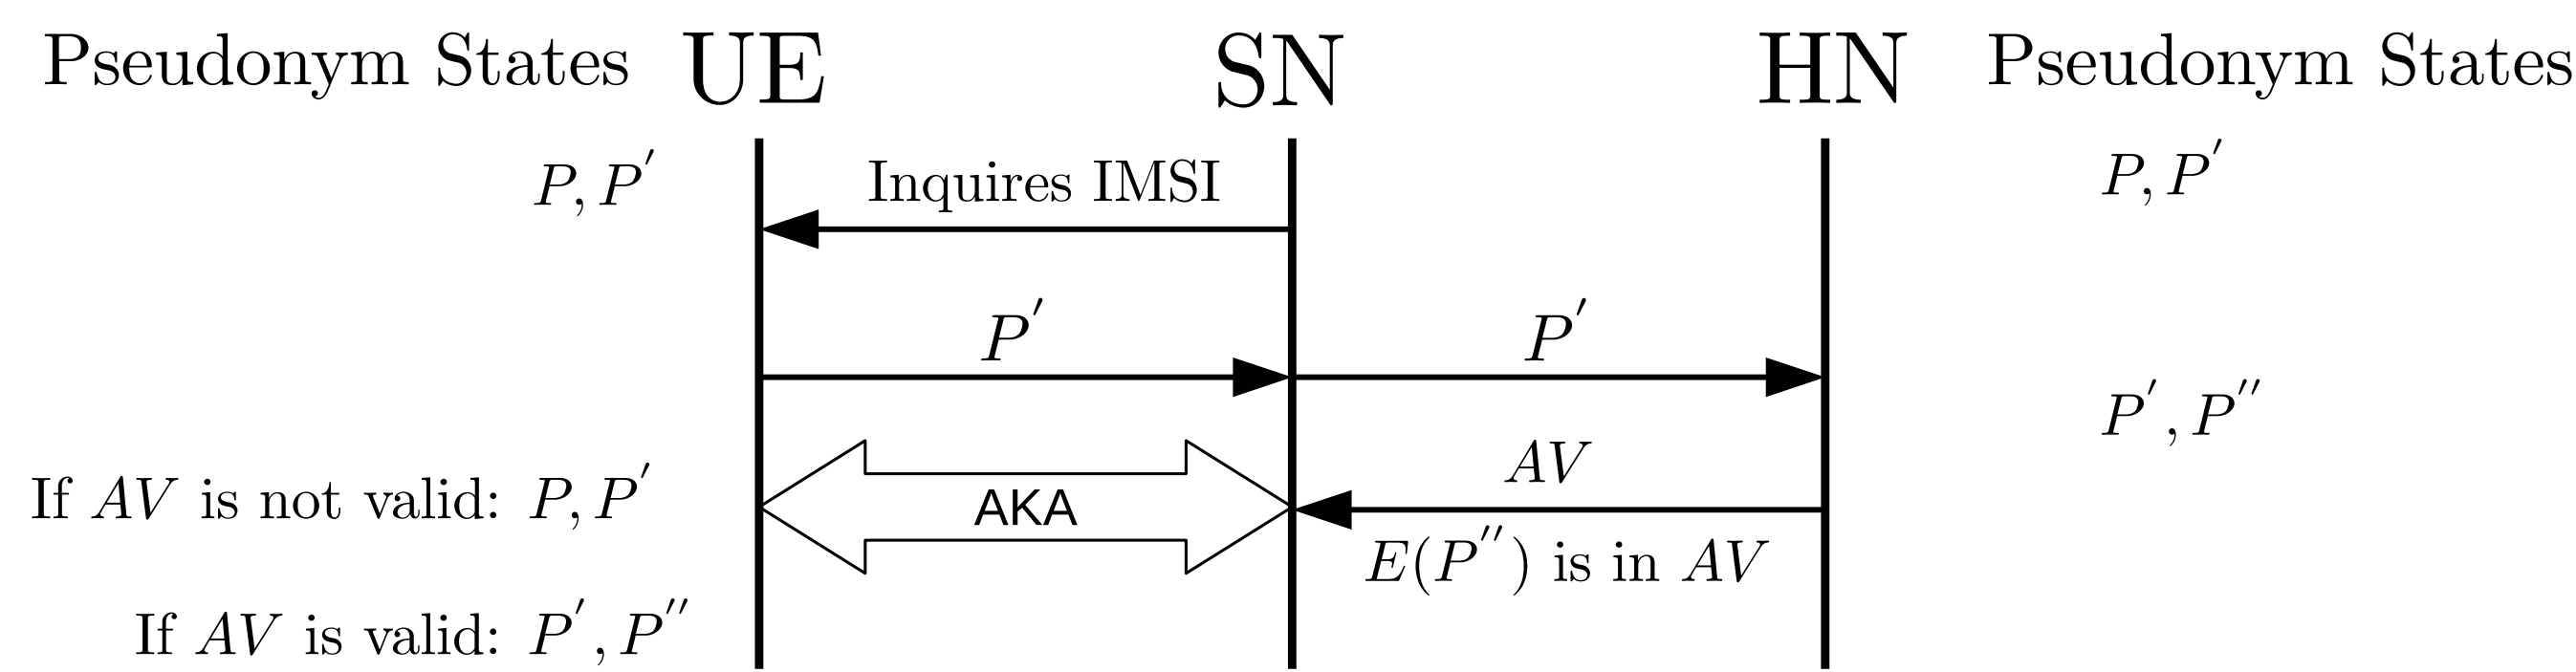 Pseudonym States UE SN HN Pseudonym States
P, P′ Inquires IMSI P, P′
P′ P′
P′, P″
AV
If AV is not valid: P, P′ AKA
E(P″) is in AV
If AV is valid: P′, P″